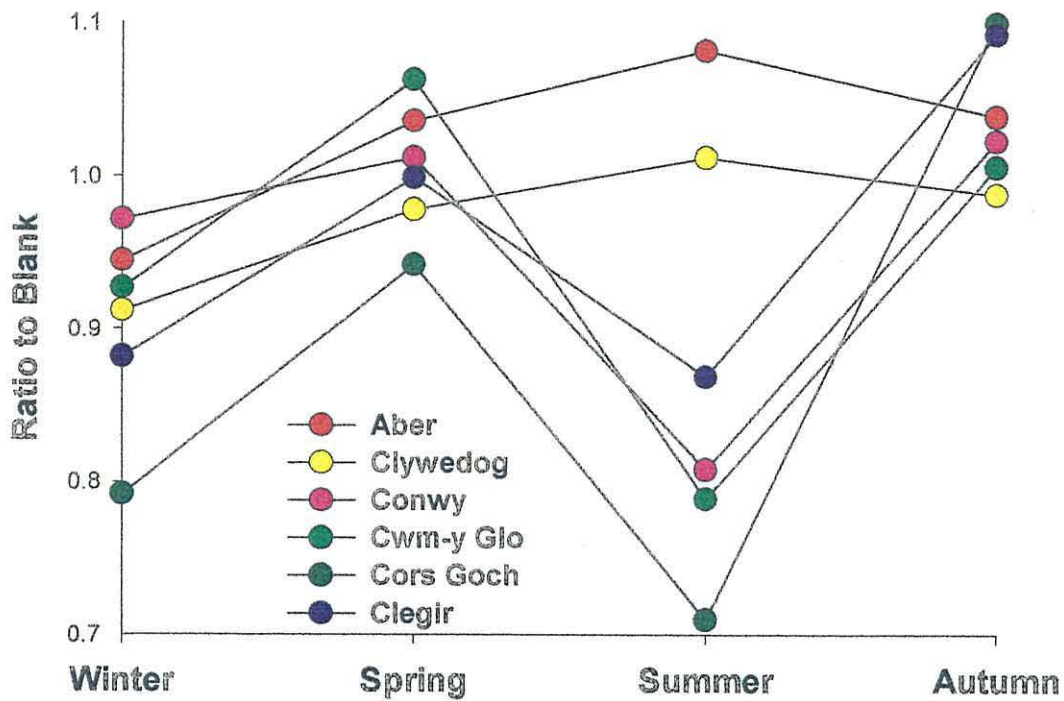 1.1
1.0
0.9
0.8
0.7
Ratio to Blank
Aber
Clywedog
Conwy
Cwm-y Glo
Cors Goch
Clegir
Winter Spring Summer Autumn